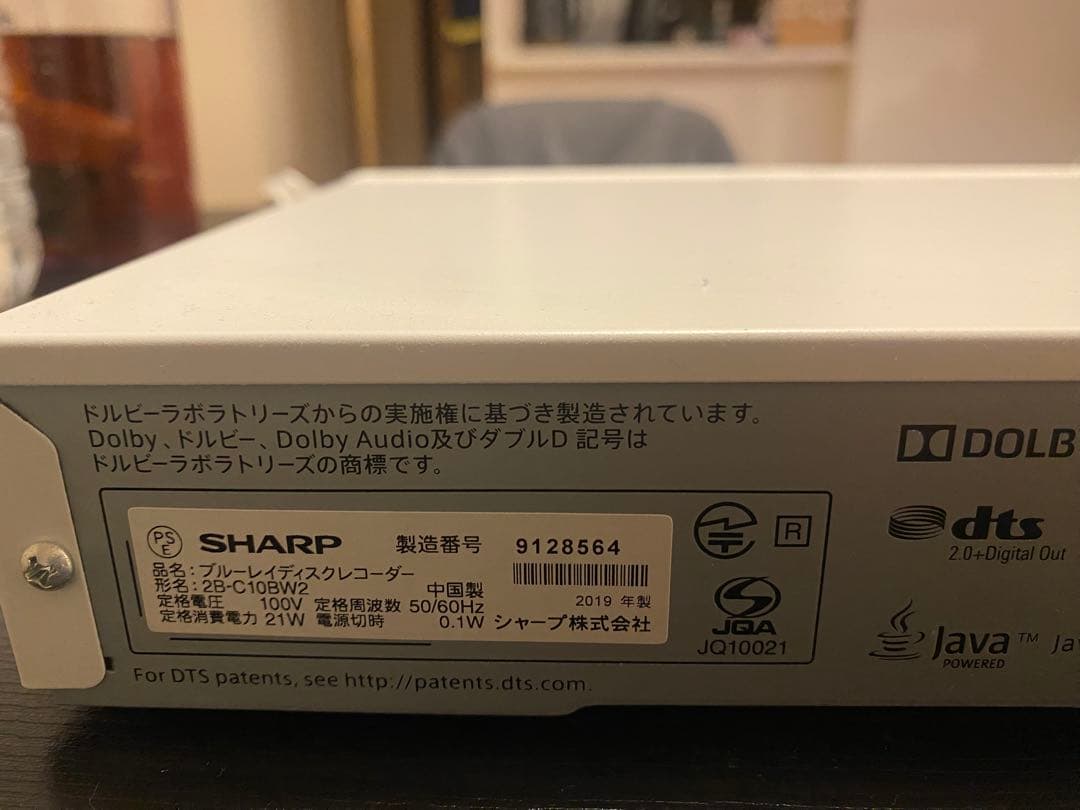 ドルビーラボラトリーズからの実施権に基づき製造されています。
Dolby、ドルビー、Dolby Audio及びダブルD 記号は
ドルビーラボラトリーズの商標です。
DOLB
dts
2.0+Digital Out
PS
E
SHARP 製造番号 9128564
品名：ブルーレイディスクレコーダー
形名：2B-C10BW2 中国製
2019 年製
定格電圧 100V 定格周波数 50/60Hz
定格消費電力 21W 電源切時 0.1W シャープ株式会社
R
JQA
JQ10021
Java™ Ja
POWERED
For DTS patents, see http://patents.dts.com.